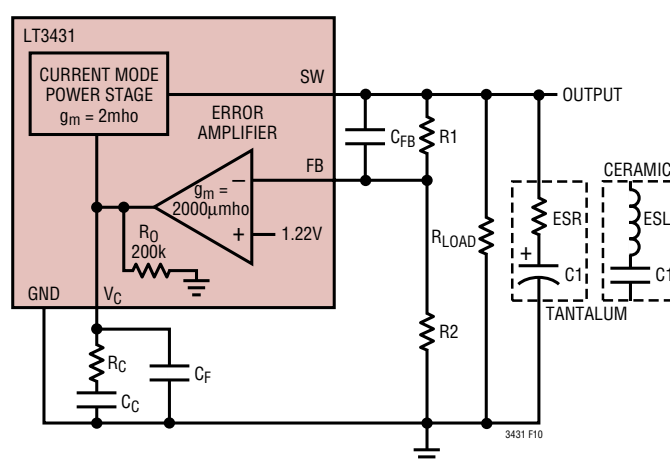 LT3431
CURRENT MODE
POWER STAGE
gm = 2mho
SW
OUTPUT
ERROR
AMPLIFIER
CFB
R1
FB
CERAMIC
–
gm =
2000µmho
+
1.22V
RO
200k
RLOAD
ESR
ESL
+
C1
C1
TANTALUM
GND
VC
R2
RC
CF
CC
3431 F10